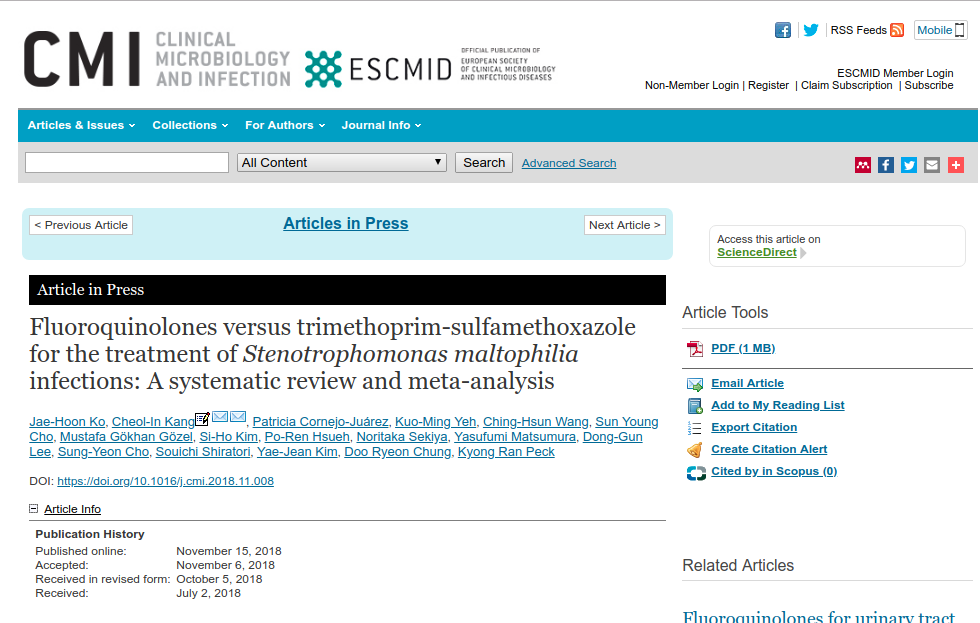 CMI CLINICAL MICROBIOLOGY AND INFECTION
ESCMID OFFICIAL PUBLICATION OF EUROPEAN SOCIETY OF CLINICAL MICROBIOLOGY AND INFECTIOUS DISEASES
RSS Feeds Mobile
ESCMID Member Login
Non-Member Login | Register | Claim Subscription | Subscribe
Articles & Issues Collections For Authors Journal Info
All Content Search Advanced Search
< Previous Article Articles in Press Next Article >
Access this article on
ScienceDirect
Article in Press
Fluoroquinolones versus trimethoprim-sulfamethoxazole
for the treatment of Stenotrophomonas maltophilia
infections: A systematic review and meta-analysis
Jae-Hoon Ko, Cheol-In Kang, Patricia Cornejo-Juárez, Kuo-Ming Yeh, Ching-Hsun Wang, Sun Young
Cho, Mustafa Gökhan Gözel, Si-Ho Kim, Po-Ren Hsueh, Noritaka Sekiya, Yasufumi Matsumura, Dong-Gun
Lee, Sung-Yeon Cho, Souichi Shiratori, Yae-Jean Kim, Doo Ryeon Chung, Kyong Ran Peck
DOI: https://doi.org/10.1016/j.cmi.2018.11.008
Article Info
Publication History
Published online: November 15, 2018
Accepted: November 6, 2018
Received in revised form: October 5, 2018
Received: July 2, 2018
Article Tools
PDF (1 MB)
Email Article
Add to My Reading List
Export Citation
Create Citation Alert
Cited by in Scopus (0)
Related Articles
Fluoroquinolones for urinary tract